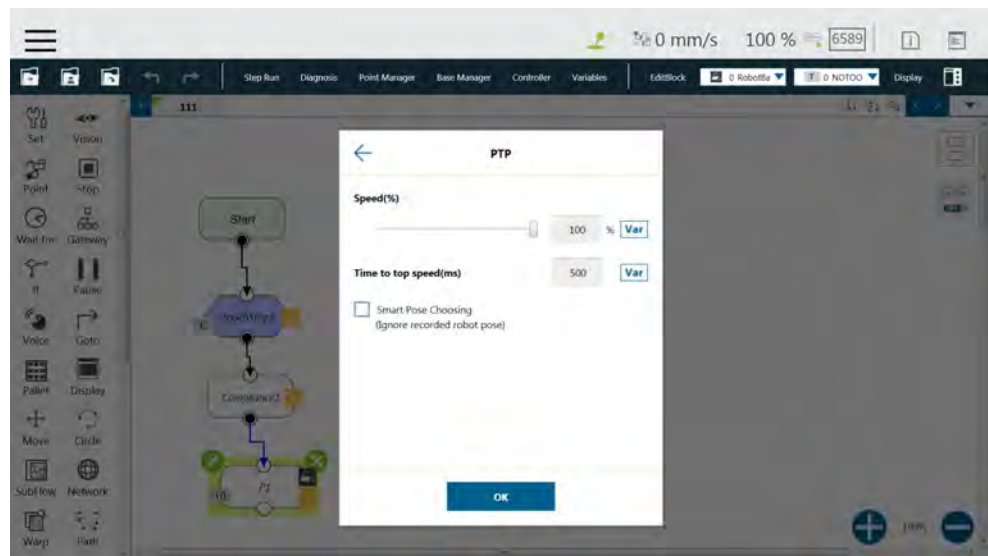 0 mm/s 100 % 6589
Step Run Diagnosis Point Manager Base Manager Controller Variables EditBlock 0 RobotBa 0 NOTOO Display
111
Set Vision
Point Stop
Wait for Gateway
If Pause
Voice Goto
Pallet Display
Move Circle
SubFlow Network
Warp Path
Start
P1
PTP
Speed(%)
100 % Var
Time to top speed(ms) 500 Var
Smart Pose Choosing
(Ignore recorded robot pose)
OK